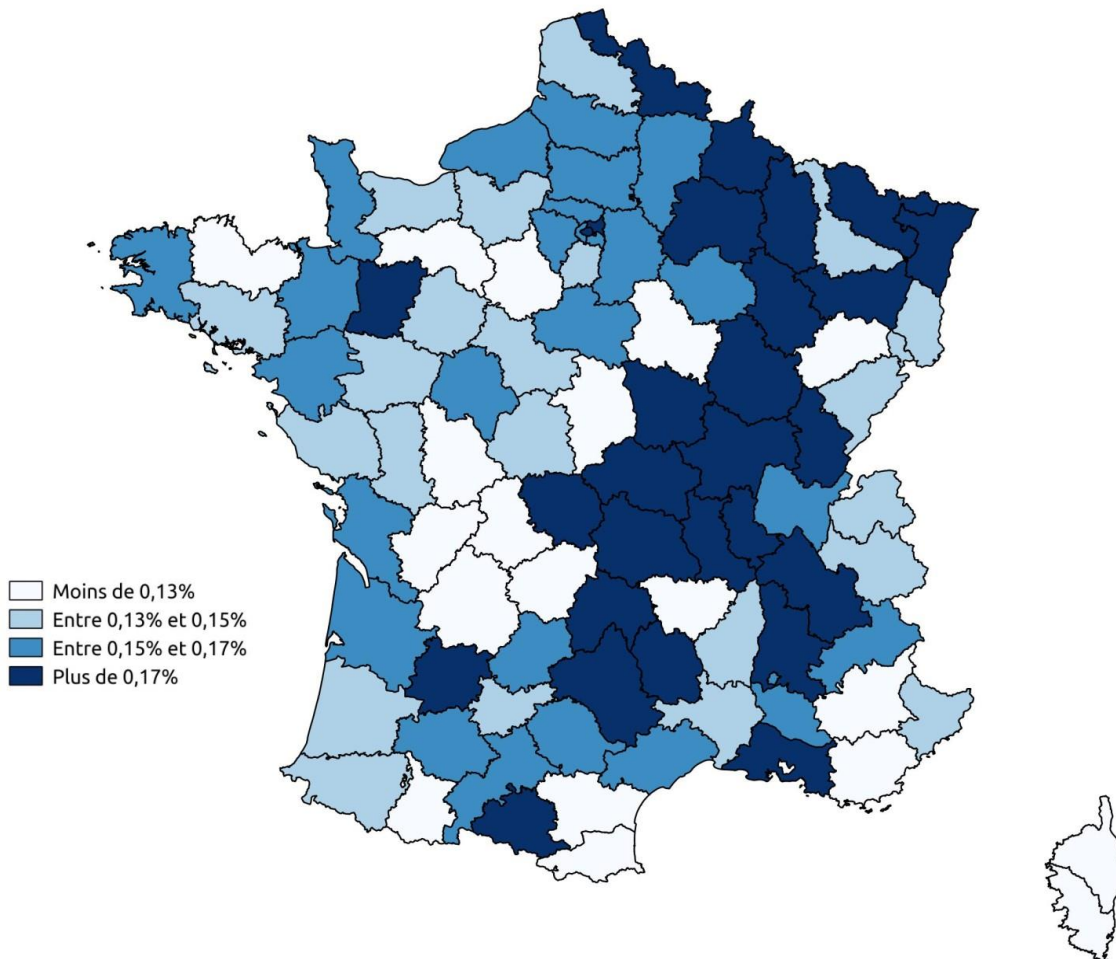 Moins de 0,13%
Entre 0,13% et 0,15%
Entre 0,15% et 0,17%
Plus de 0,17%